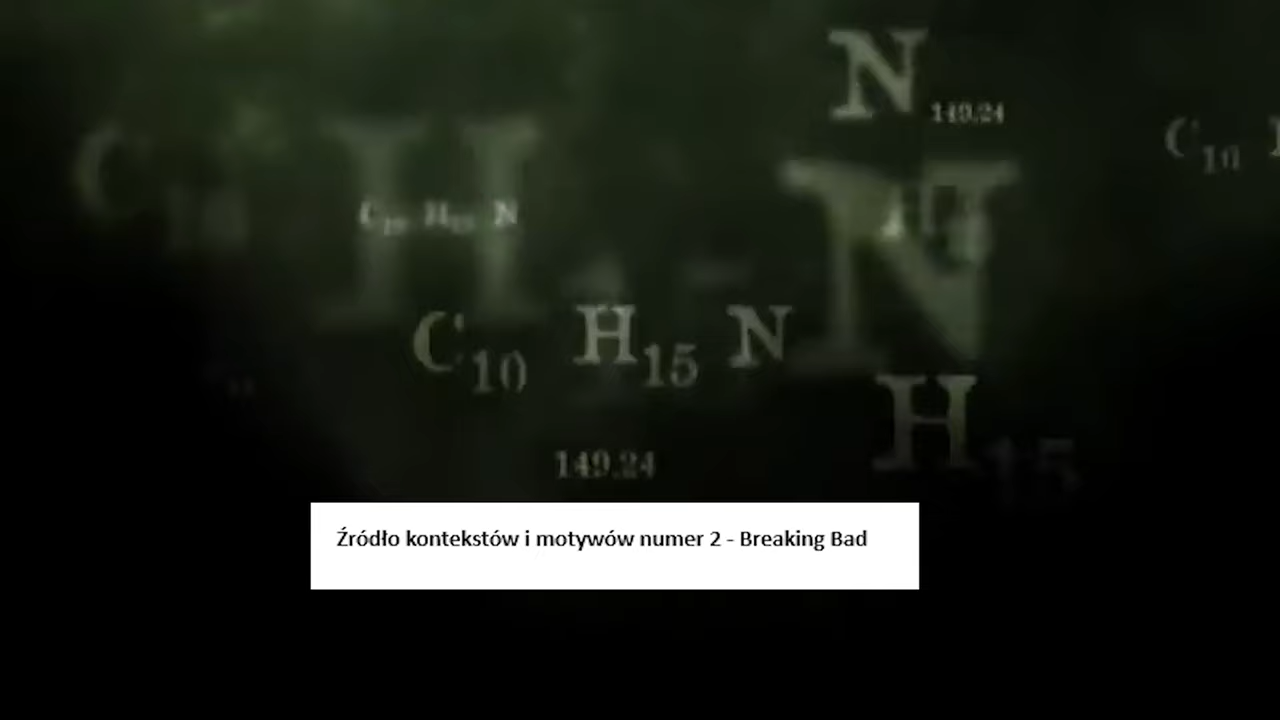 N
149.24
C10
C10 H15 N
N
C10 H15 N
H15
149.24
Źródło kontekstów i motywów numer 2 - Breaking Bad